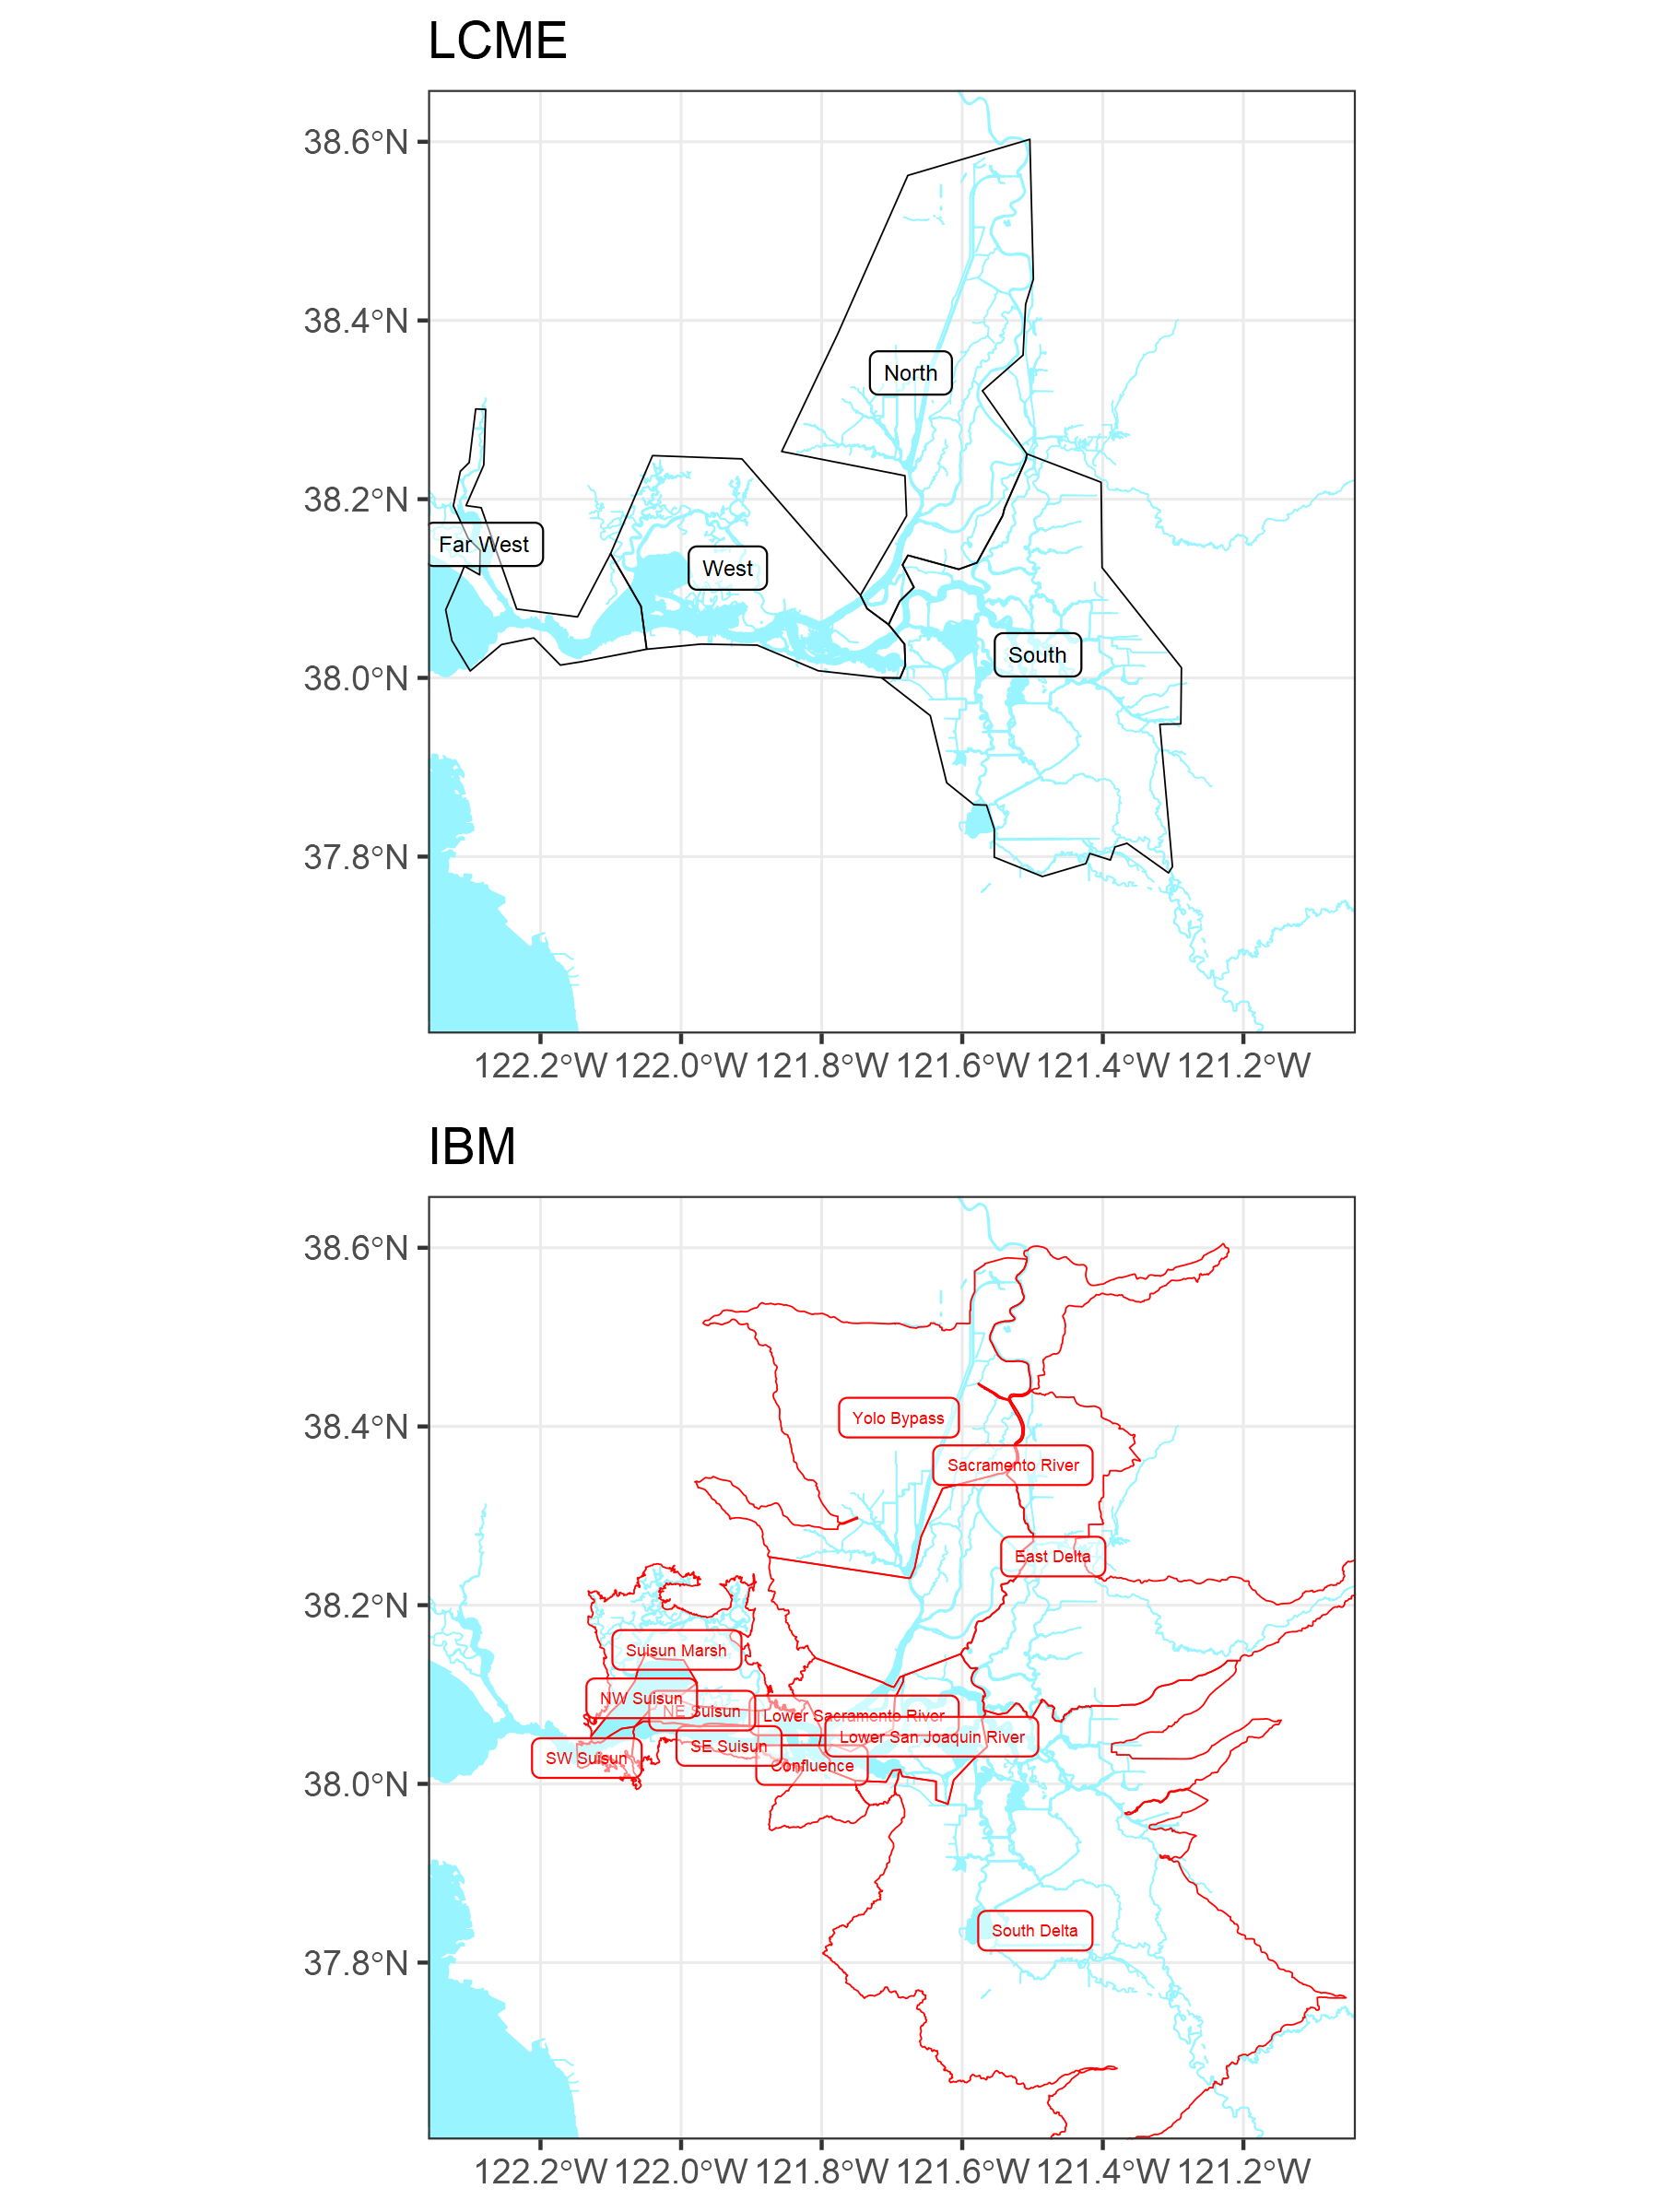 LCME
38.6°N
38.4°N
38.2°N
38.0°N
37.8°N
North
Far West
West
South
122.2°W 122.0°W 121.8°W 121.6°W 121.4°W 121.2°W
IBM
38.6°N
38.4°N
38.2°N
38.0°N
37.8°N
Yolo Bypass
Sacramento River
East Delta
Suisun Marsh
NW Suisun
NE Suisun
Lower Sacramento River
Lower San Joaquin River
SE Suisun
SW Suisun
Confluence
South Delta
122.2°W 122.0°W 121.8°W 121.6°W 121.4°W 121.2°W